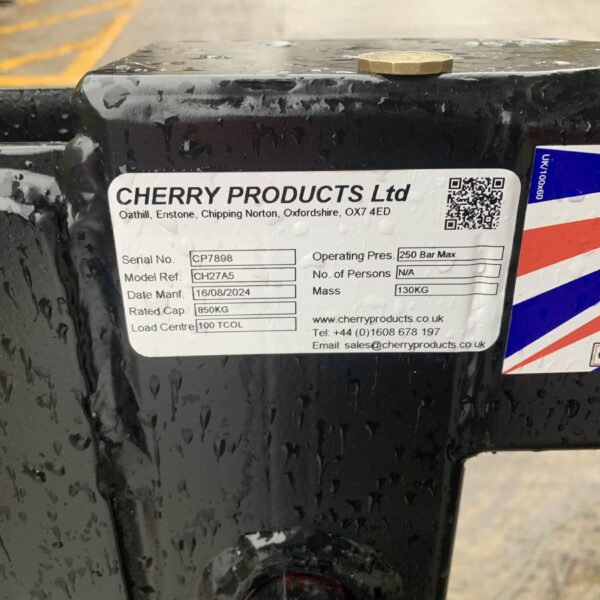 CHERRY PRODUCTS Ltd
Oathill, Enstone, Chipping Norton, Oxfordshire, OX7 4ED
Serial No. CP7898
Model Ref. CH27A5
Date Manf. 16/08/2024
Rated Cap. 850KG
Load Centre 100 TCOL
Operating Pres. 250 Bar Max
No. of Persons N/A
Mass 130KG
www.cherryproducts.co.uk
Tel: +44 (0)1608 678 197
Email: sales@cherryproducts.co.uk
UK/100x60